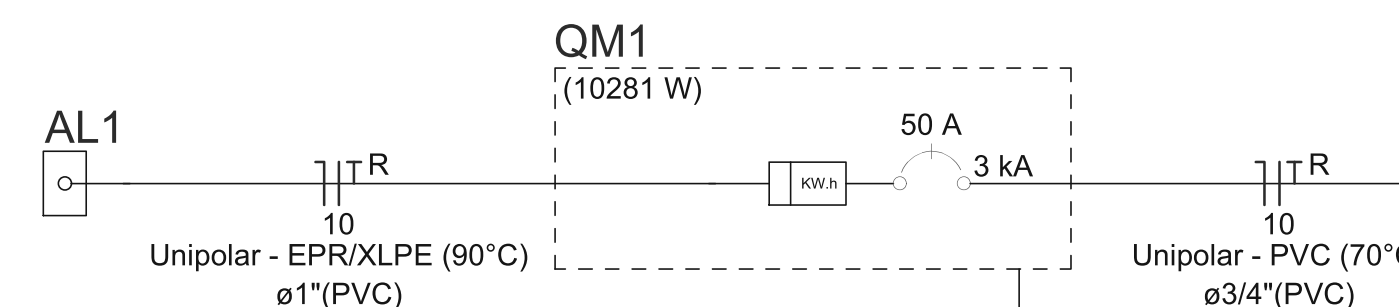 QM1
(10281 W)
AL1
50 A
R
KW.h
3 kA
R
10
10
Unipolar - EPR/XLPE (90°C)
Unipolar - PVC (70°
ø1"(PVC)
ø3/4"(PVC)